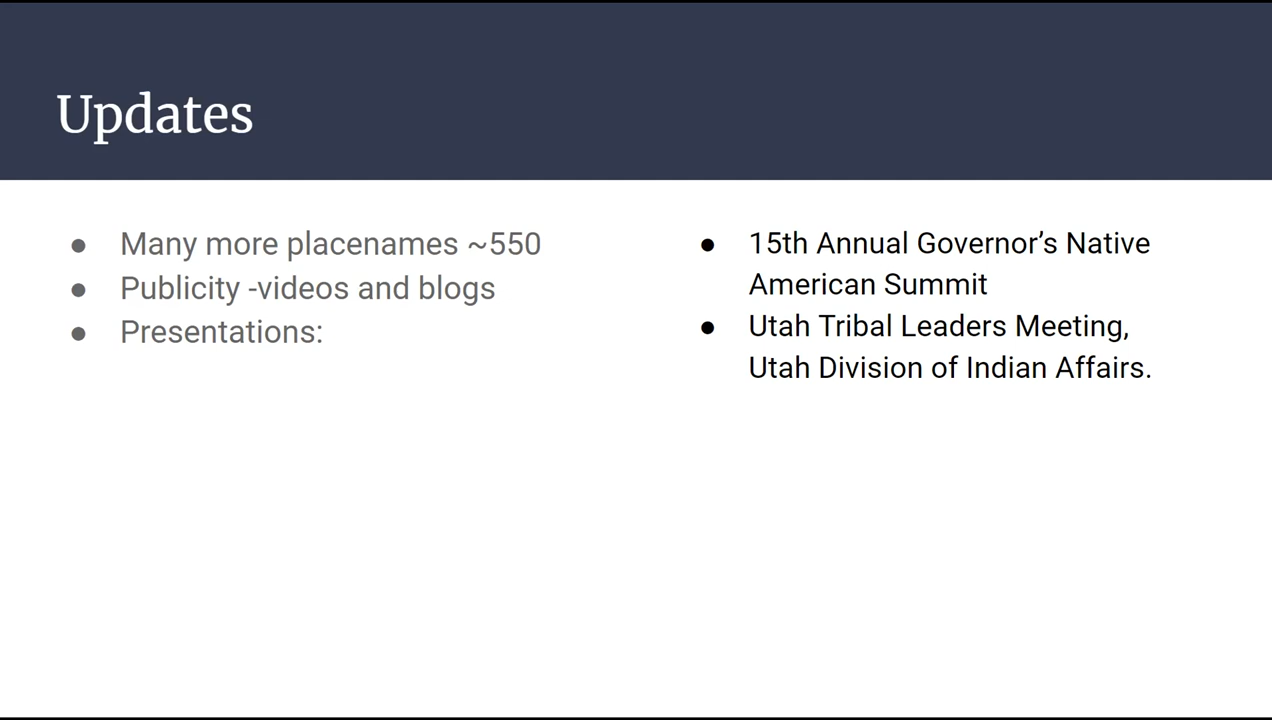 Updates
● Many more placenames ~550
● Publicity -videos and blogs
● Presentations:
● 15th Annual Governor’s Native
American Summit
● Utah Tribal Leaders Meeting,
Utah Division of Indian Affairs.